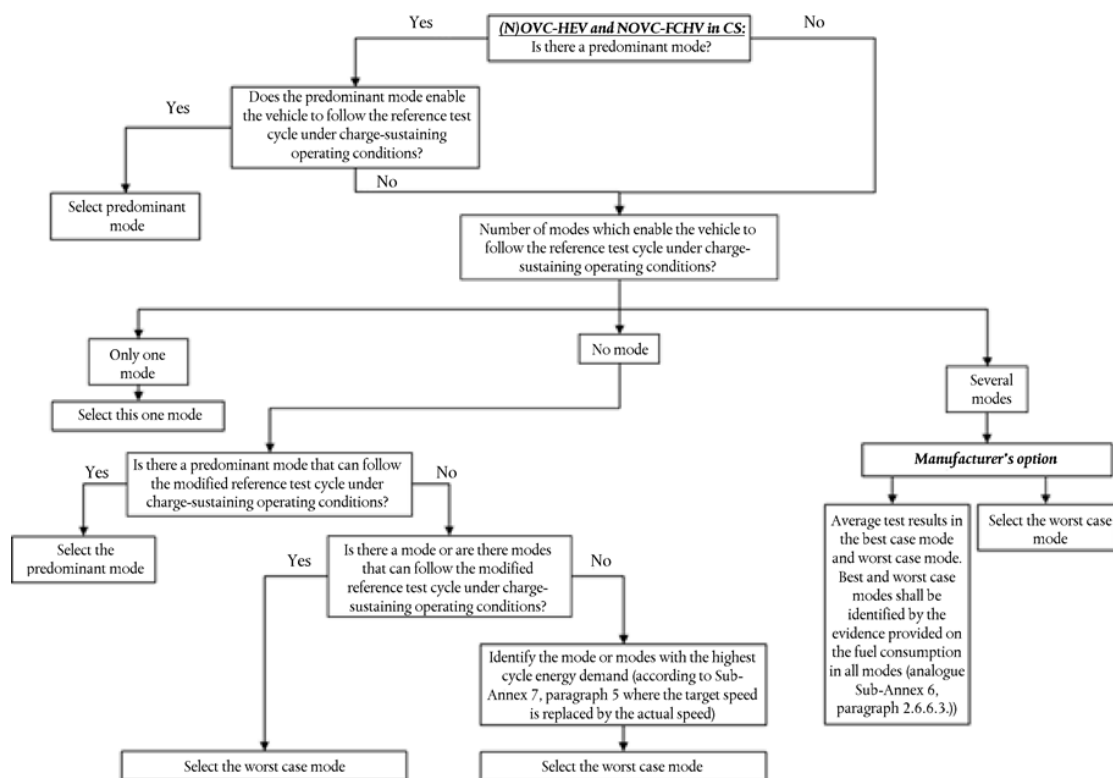 Yes
(N)OVC-HEV and NOVC-FCHV in CS:
Is there a predominant mode?
No
Yes
Does the predominant mode enable
the vehicle to follow the reference test
cycle under charge-sustaining
operating conditions?
No
Select predominant
mode
Number of modes which enable the vehicle to
follow the reference test cycle under charge-
sustaining operating conditions?
Only one
mode
Select this one mode
No mode
Several
modes
Manufacturer's option
Average test results in
the best case mode
and worst case mode.
Best and worst case
modes shall be
identified by the
evidence provided on
the fuel consumption
in all modes (analogue
Sub-Annex 6,
paragraph 2.6.6.3.))
Select the worst case
mode
Yes
Is there a predominant mode that can follow
the modified reference test cycle under
charge-sustaining operating conditions?
No
Select the
predominant mode
Yes
Is there a mode or are there modes
that can follow the modified
reference test cycle under charge-
sustaining operating conditions?
No
Identify the mode or modes with the highest
cycle energy demand (according to Sub-
Annex 7, paragraph 5 where the target speed
is replaced by the actual speed)
Select the worst case mode
Select the worst case mode